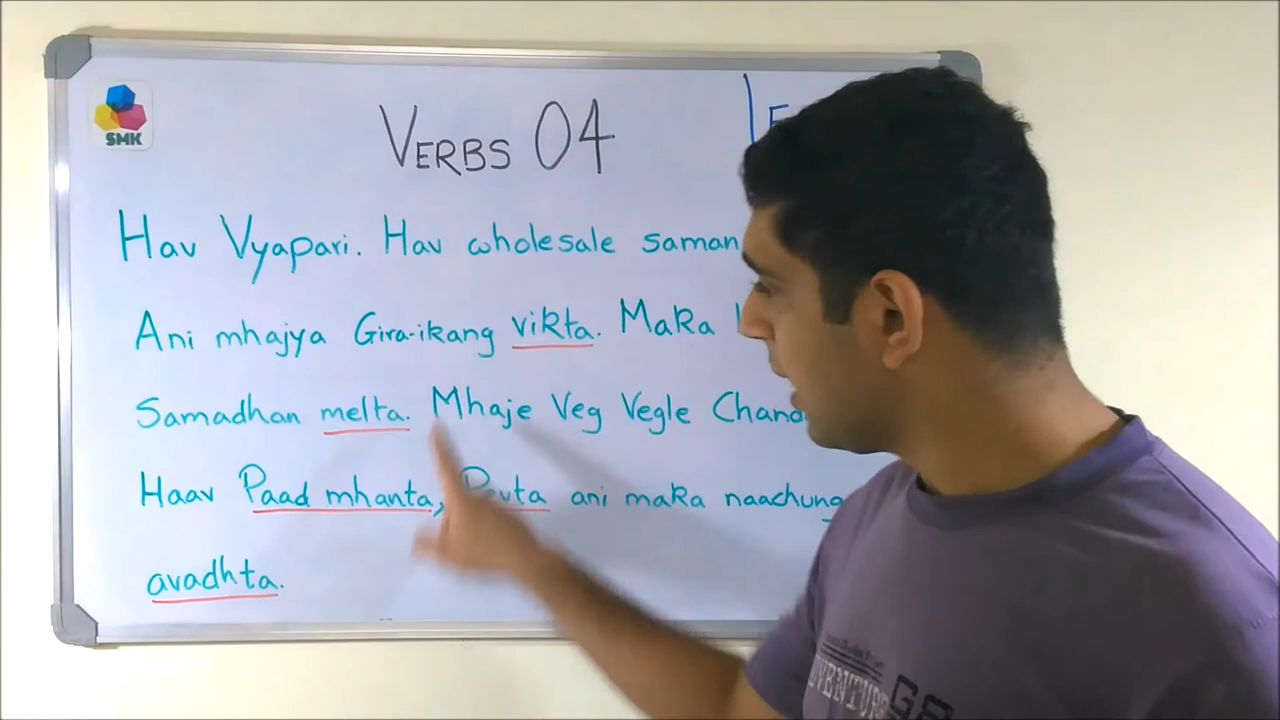 SMK
VERBS 04
Hav Vyapari. Hav wholesale saman
Ani mhajya Gira-ikang vikta. Maka
Samadhan melta. Mhaje Veg Vegle
Haav Paad mhanta, ani maka naachung
avadhta.